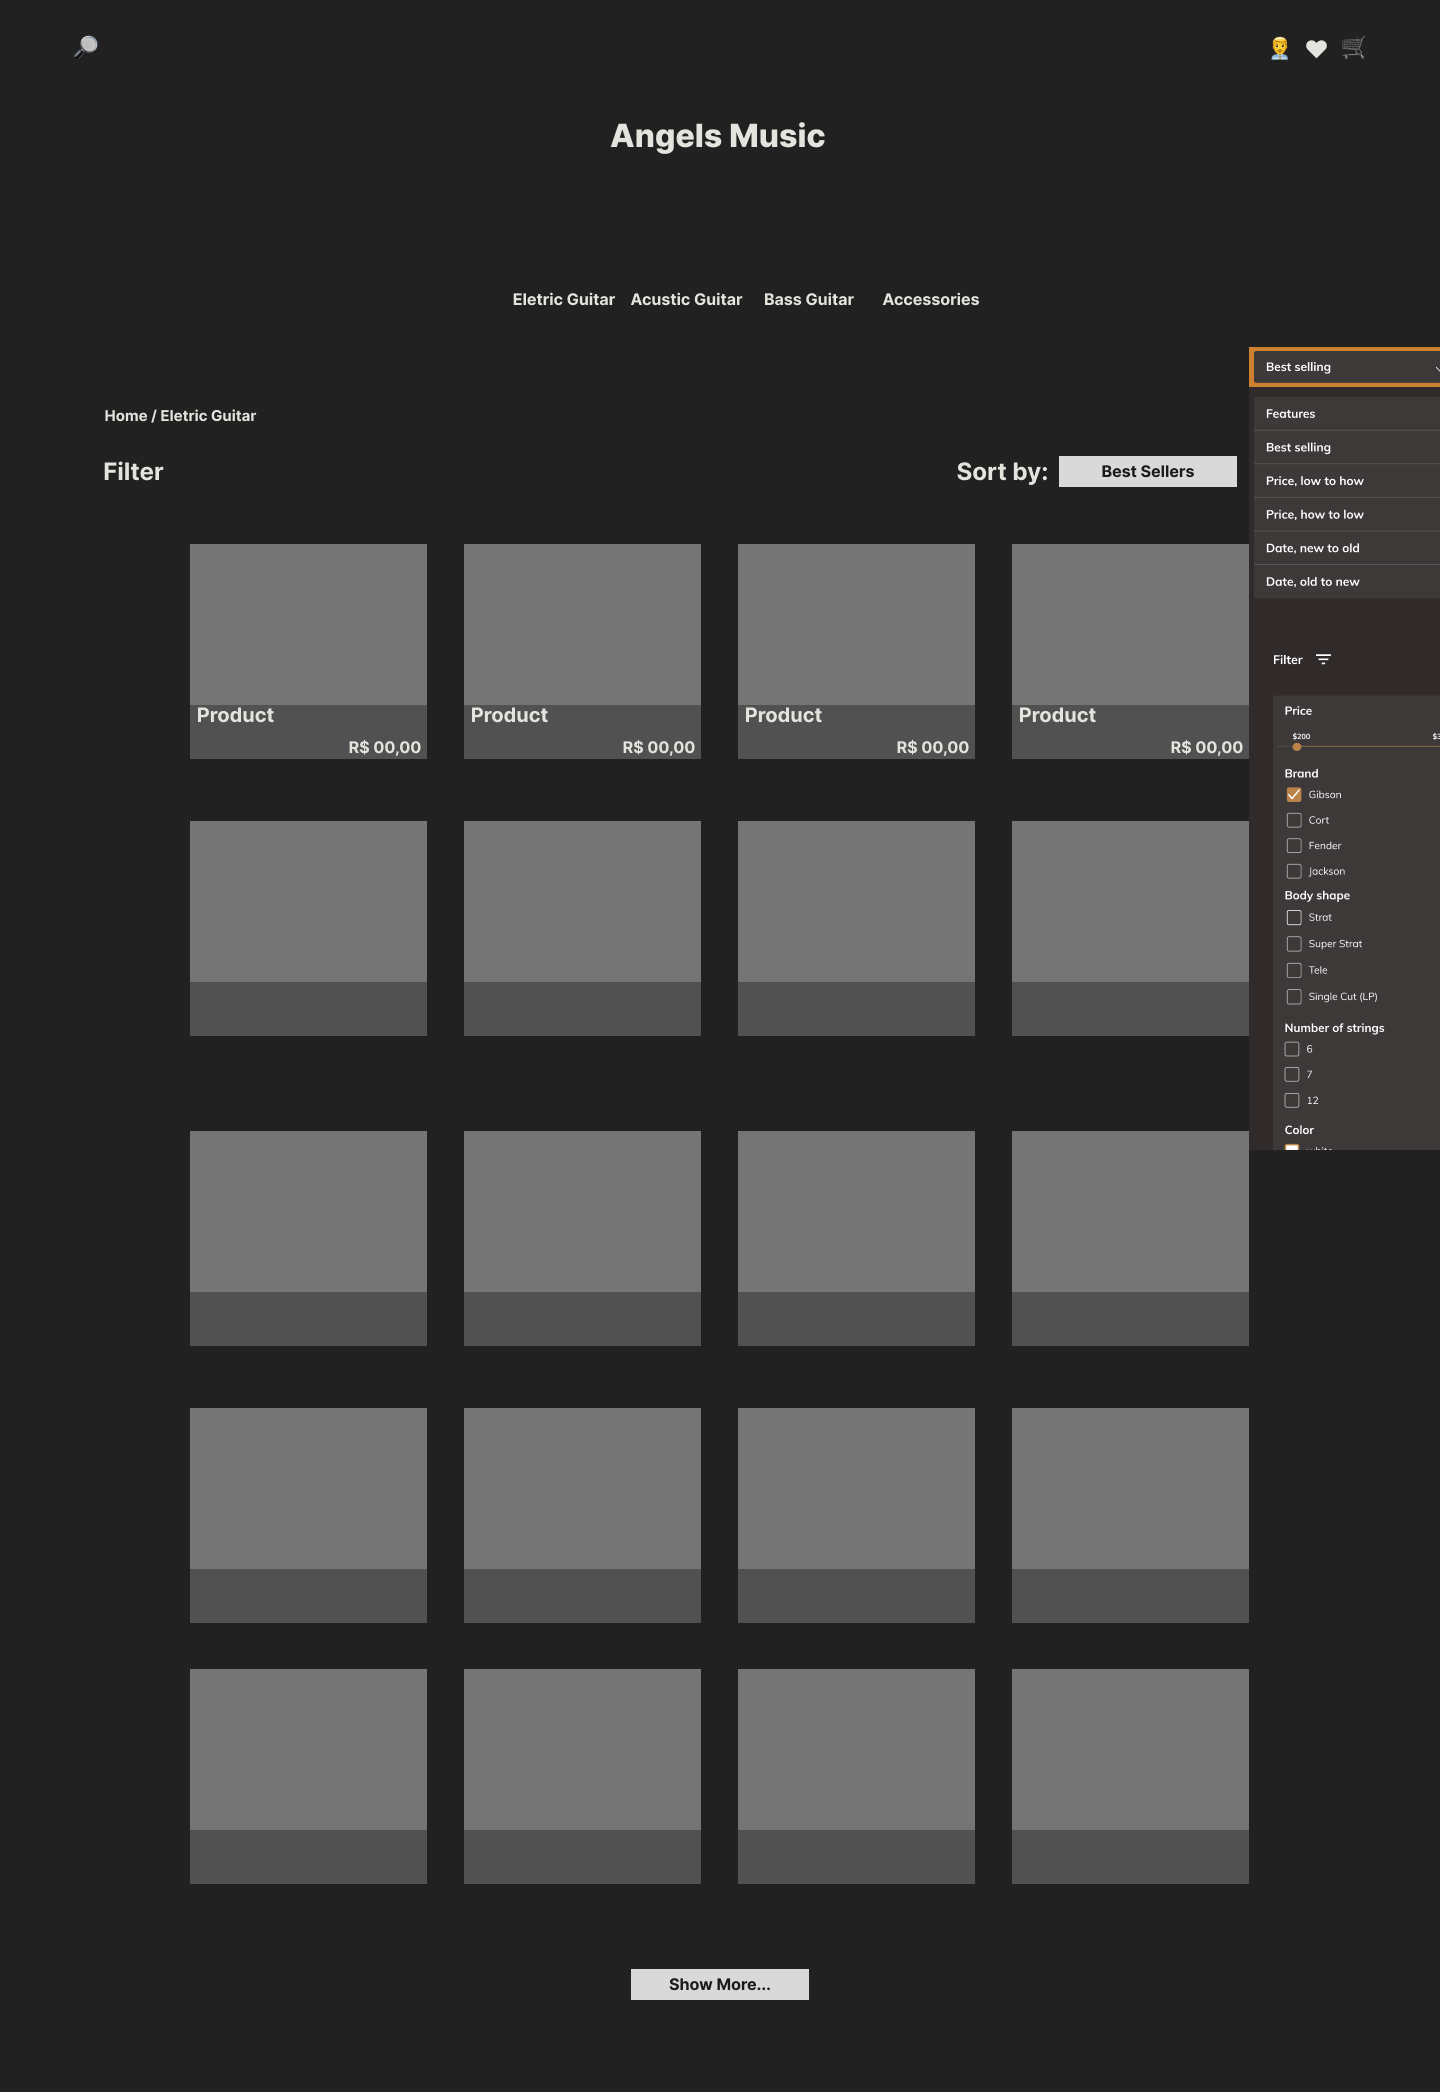 Angels Music
Eletric Guitar Acustic Guitar Bass Guitar Accessories
Home / Eletric Guitar
Filter
Sort by: Best Sellers
Product
R$ 00,00
Product
R$ 00,00
Product
R$ 00,00
Product
R$ 00,00
Show More...
Best selling
Features
Best selling
Price, low to how
Price, how to low
Date, new to old
Date, old to new
Filter
Price
$200
Brand
Gibson
Cort
Fender
Jackson
Body shape
Strat
Super Strat
Tele
Single Cut (LP)
Number of strings
6
7
12
Color